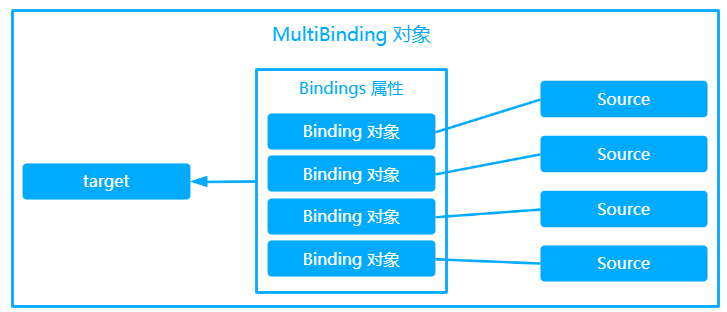 MultiBinding 对象
Bindings 属性
Binding 对象
Binding 对象
Binding 对象
Binding 对象
target
Source
Source
Source
Source